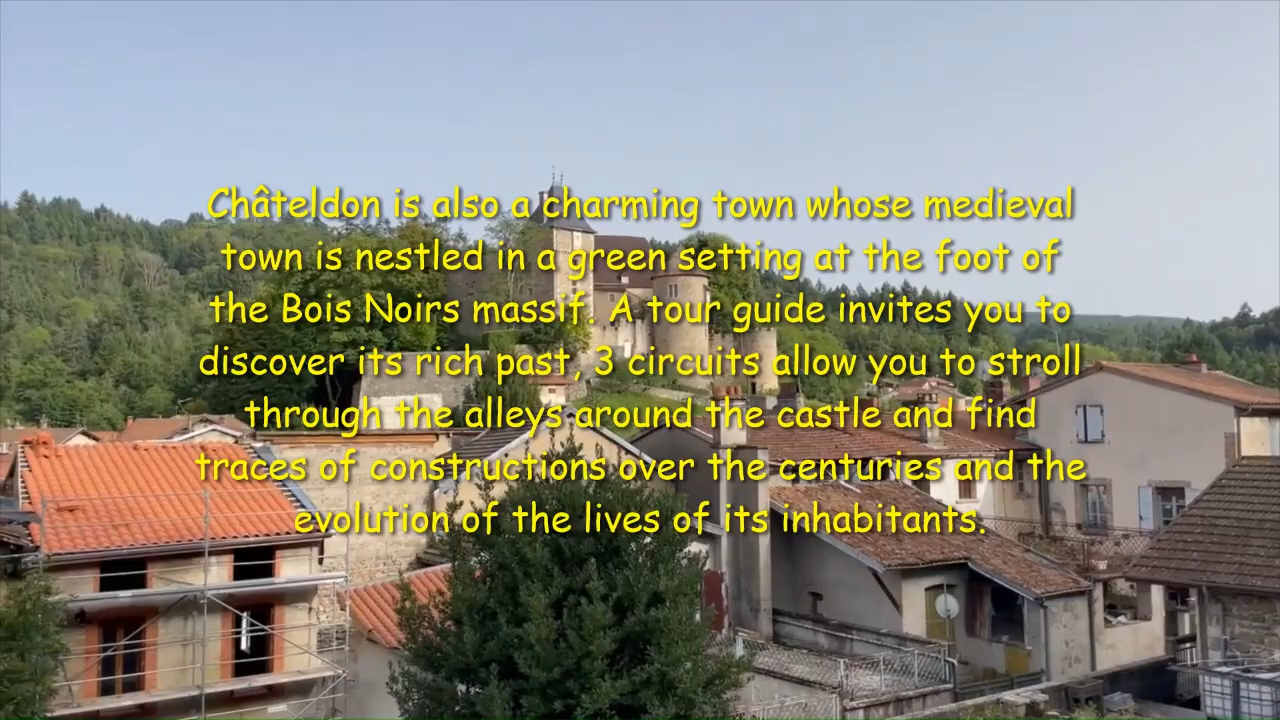 Châteldon is also a charming town whose medieval
town is nestled in a green setting at the foot of
the Bois Noirs massif. A tour guide invites you to
discover its rich past, 3 circuits allow you to stroll
through the alleys around the castle and find
traces of constructions over the centuries and the
evolution of the lives of its inhabitants.